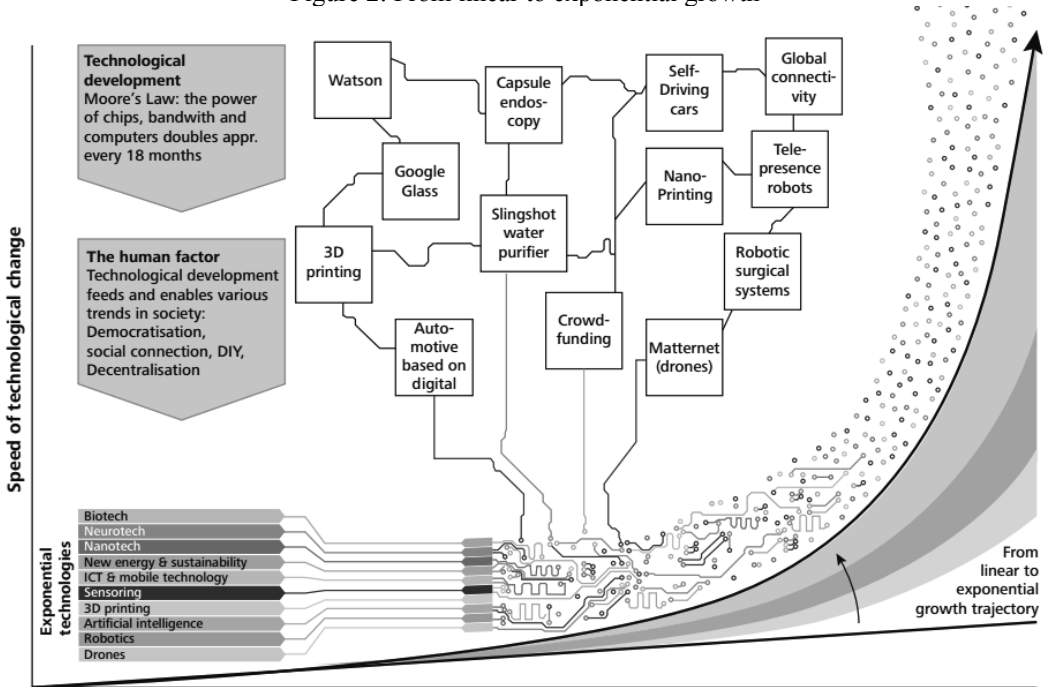 Figure 2. From linear to exponential growth
Technological
development
Moore's Law: the power
of chips, bandwith and
computers doubles appr.
every 18 months
The human factor
Technological development
feeds and enables various
trends in society:
Democratisation,
social connection, DIY,
Decentralisation
Watson
Capsule
endos-
copy
Self-
Driving
cars
Global
connecti-
vity
Google
Glass
Nano-
Printing
Tele-
presence
robots
3D
printing
Slingshot
water
purifier
Robotic
surgical
systems
Auto-
motive
based on
digital
Crowd-
funding
Matternet
(drones)
Speed of technological change
Exponential
technologies
Biotech
Neurotech
Nanotech
New energy & sustainability
ICT & mobile technology
Sensoring
3D printing
Artificial intelligence
Robotics
Drones
From
linear to
exponential
growth trajectory